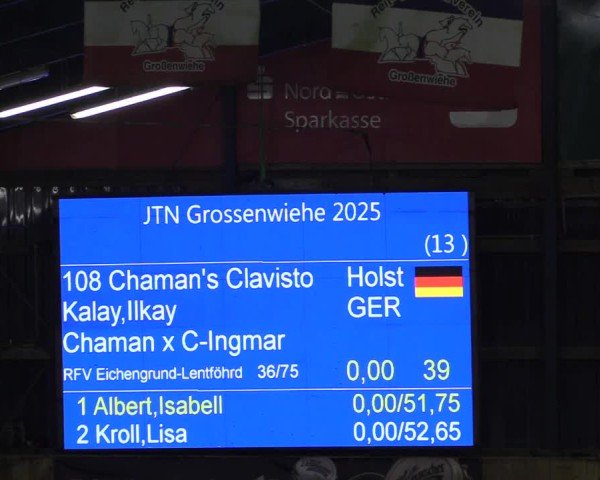 Großenwiehe
Großenwiehe
Nord-Ostsee
Sparkasse
JTN Grossenwiehe 2025
(13 )
108 Chaman's Clavisto Holst
Kalay,Ilkay GER
Chaman x C-Ingmar
RFV Eichengrund-Lentföhrd 36/75 0,00 39
1 Albert,Isabell 0,00/51,75
2 Kroll,Lisa 0,00/52,65